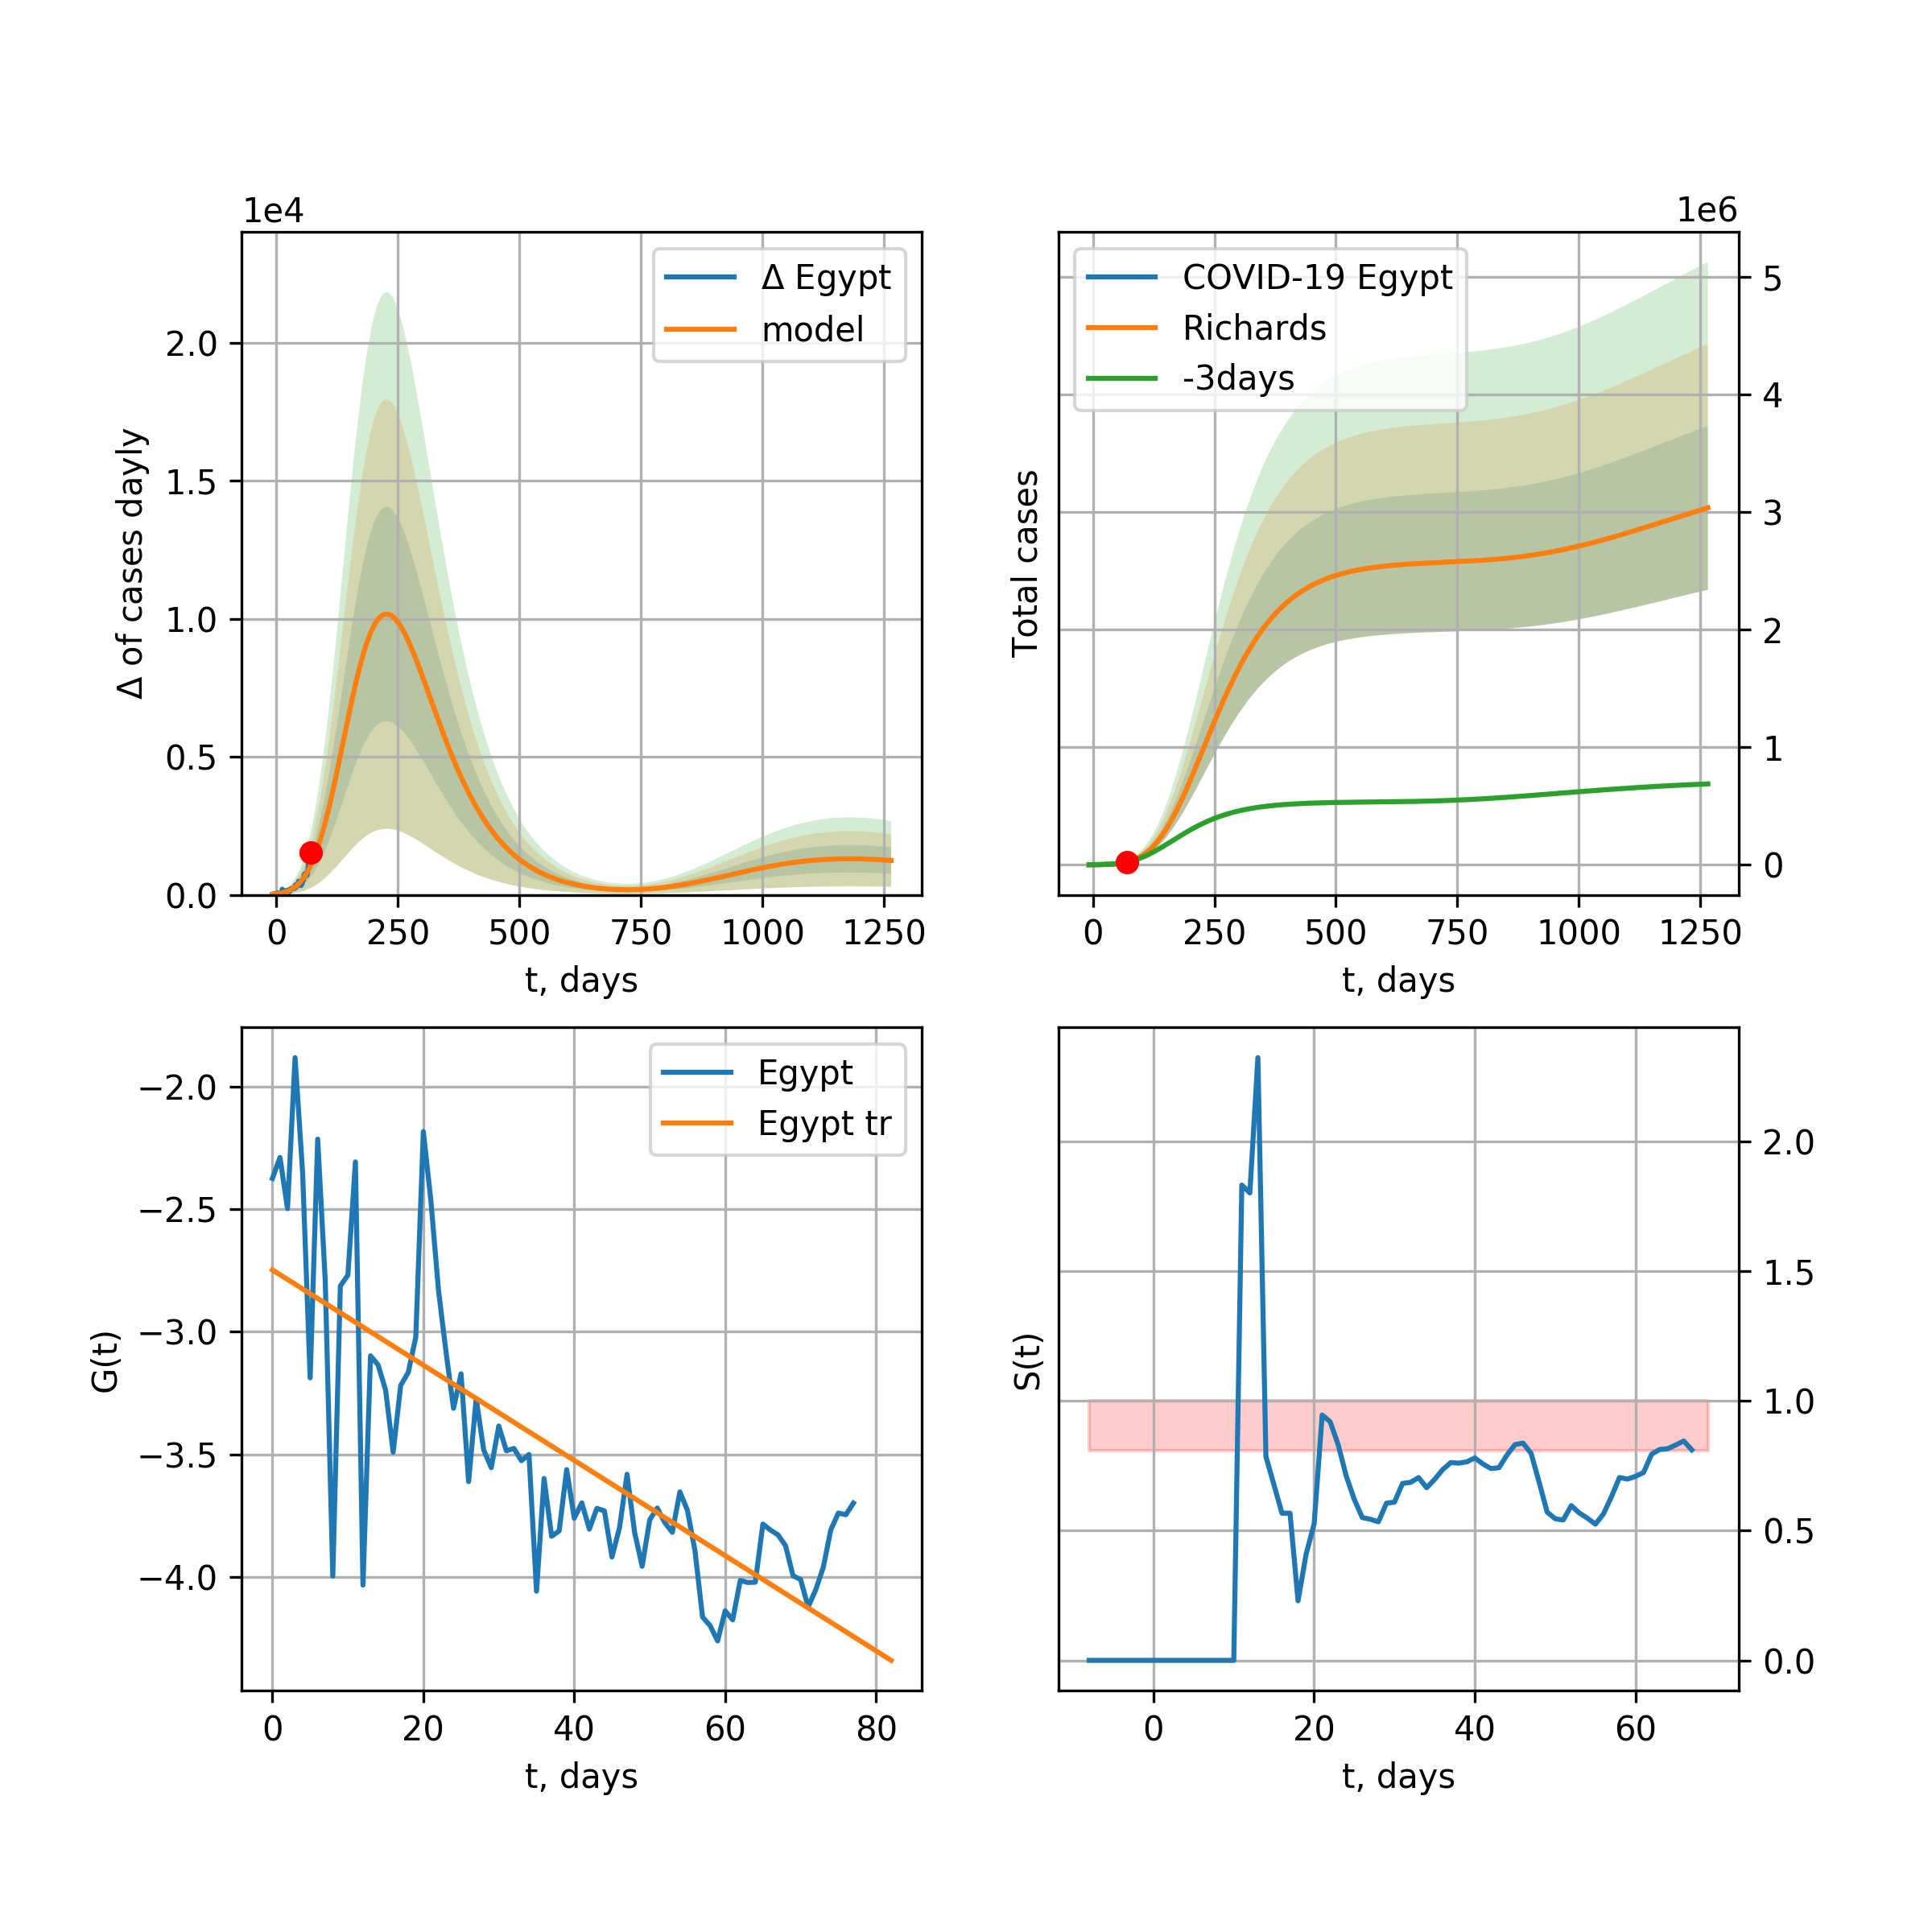 1e4
Δ of cases dayly
2.0
1.5
1.0
0.5
0.0
Δ Egypt
model
0 250 500 750 1000 1250
t, days
1e6
Total cases
COVID-19 Egypt
Richards
-3days
5
4
3
2
1
0
0 250 500 750 1000 1250
t, days
G(t)
−2.0
−2.5
−3.0
−3.5
−4.0
Egypt
Egypt tr
0 20 40 60 80
t, days
S(t)
2.0
1.5
1.0
0.5
0.0
0 20 40 60
t, days